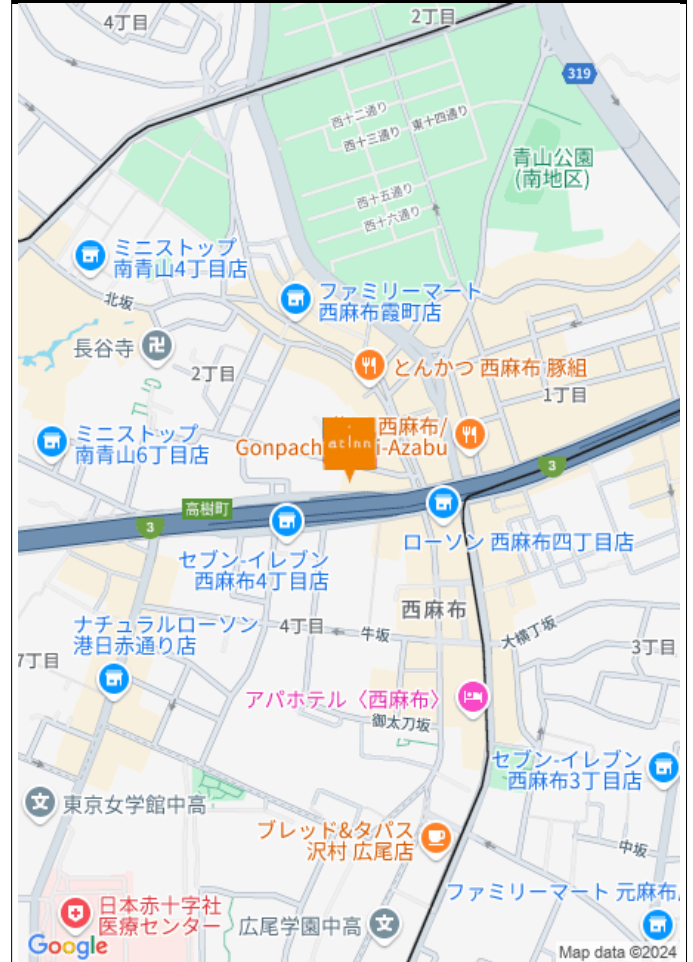 4丁目
2丁目
319
西十二通り
西十三通り
東十四通り
西十五通り
西十六通り
青山公園
(南地区)
ミニストップ
南青山4丁目店
北坂
ファミリーマート
西麻布霞町店
長谷寺
2丁目
とんかつ 西麻布 豚組
1丁目
ミニストップ
南青山6丁目店
西麻布/
Gonpach
i-Azabu
at Inn
高樹町
3
3
セブン-イレブン
西麻布4丁目店
ローソン 西麻布四丁目店
西麻布
ナチュラルローソン
港日赤通り店
4丁目
牛坂
大横丁坂
3丁目
7丁目
アパホテル〈西麻布〉
御太刀坂
セブン-イレブン
西麻布3丁目店
文 東京女学館中高
ブレッド&タパス
沢村 広尾店
中坂
ファミリーマート 元麻布
日本赤十字社
医療センター
広尾学園中高 文
Google
Map data ©2024